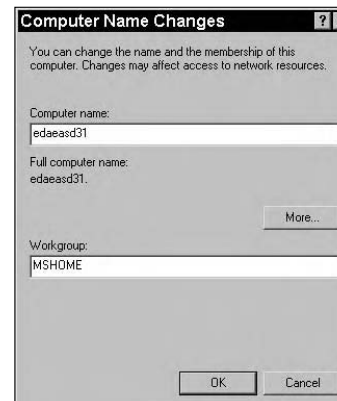 Computer Name Changes
?
You can change the name and the membership of this
computer. Changes may affect access to network resources.
Computer name:
edaeasd31
Full computer name:
edaeasd31.
More...
Workgroup:
MSHOME
OK
Cancel